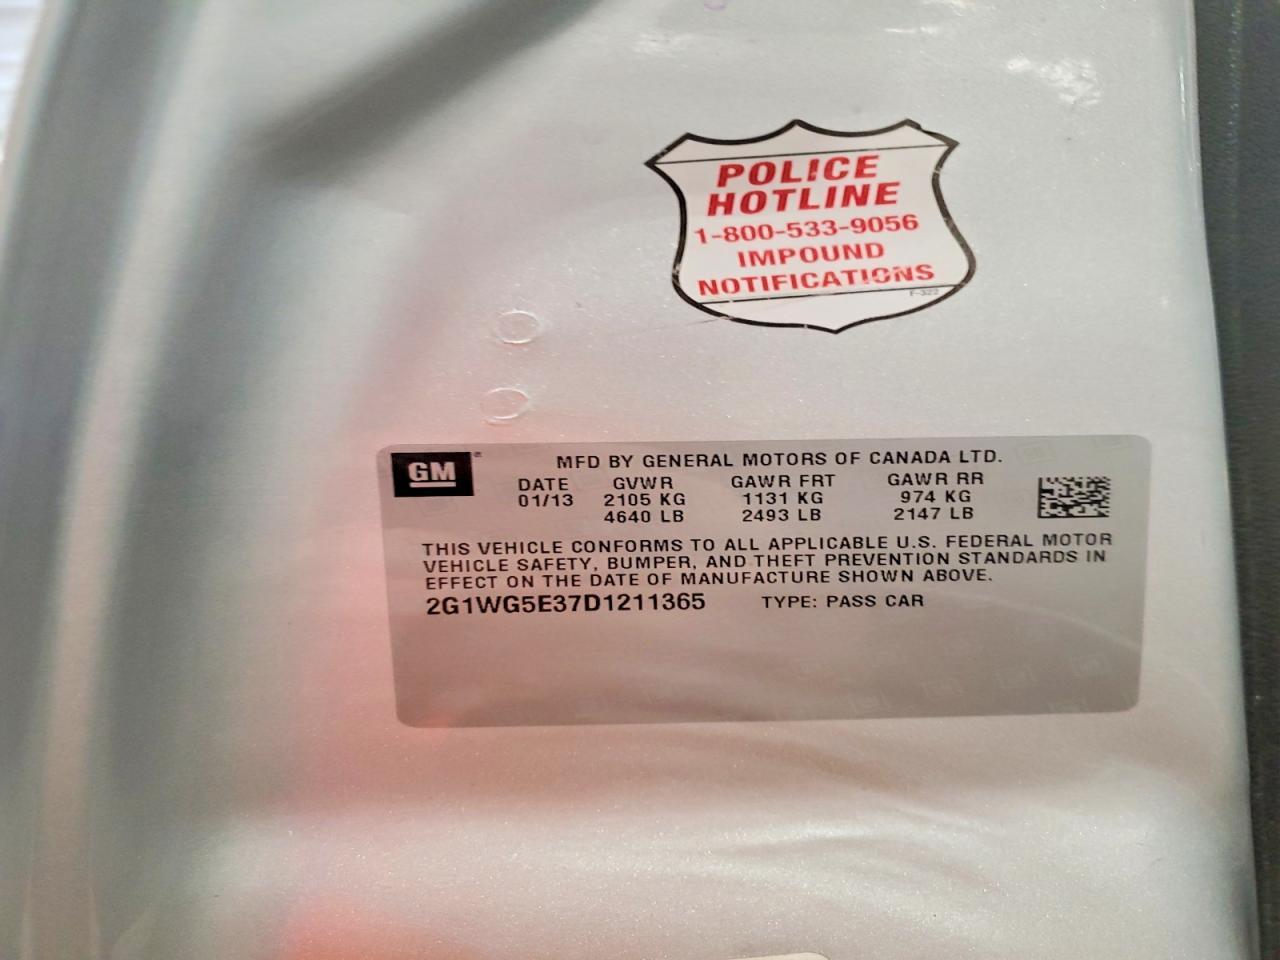 POLICE
HOTLINE
1-800-533-9056
IMPOUND
NOTIFICATIONS
F-322
GM
MFD BY GENERAL MOTORS OF CANADA LTD.
DATE GVWR GAWR FRT GAWR RR
01/13 2105 KG 1131 KG 974 KG
4640 LB 2493 LB 2147 LB
THIS VEHICLE CONFORMS TO ALL APPLICABLE U.S. FEDERAL MOTOR
VEHICLE SAFETY, BUMPER, AND THEFT PREVENTION STANDARDS IN
EFFECT ON THE DATE OF MANUFACTURE SHOWN ABOVE.
2G1WG5E37D1211365 TYPE: PASS CAR